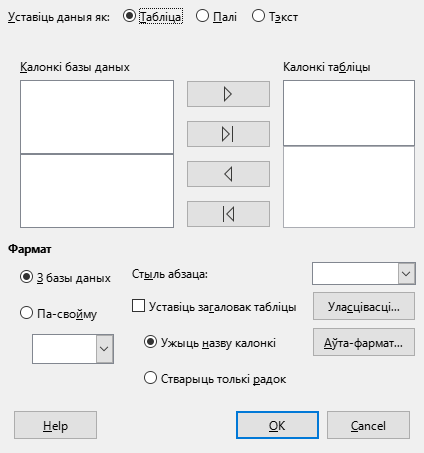 Уставіць даныя як: Табліца Палі Тэкст
Калонкі базы даных Калонкі табліцы
Фармат
З базы даных Стыль абзаца:
Па-свойму Уставіць загаловак табліцы Уласцівасці...
Ужыць назву калонкі Аўта-фармат...
Стварыць толькі радок
Help OK Cancel